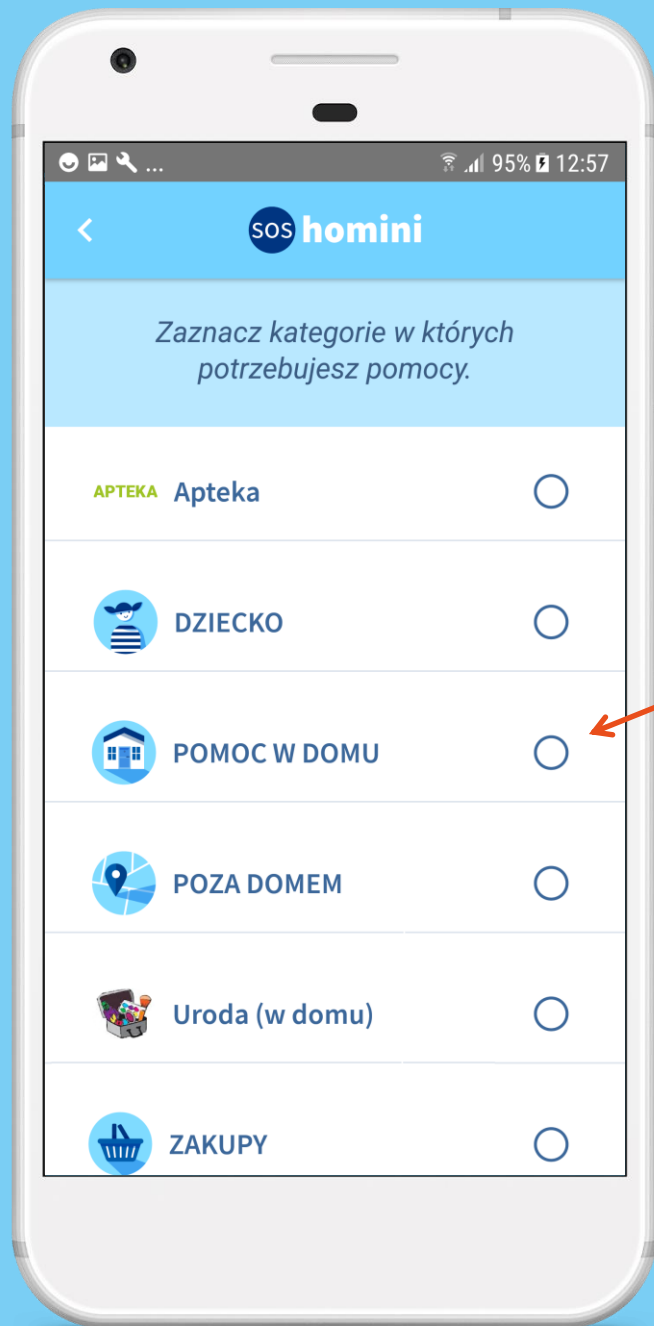 ... 95% 12:57
sos homini
Zaznacz kategorie w których
potrzebujesz pomocy.
APTEKA Apteka
DZIECKO
POMOC W DOMU
POZA DOMEM
Uroda (w domu)
ZAKUPY